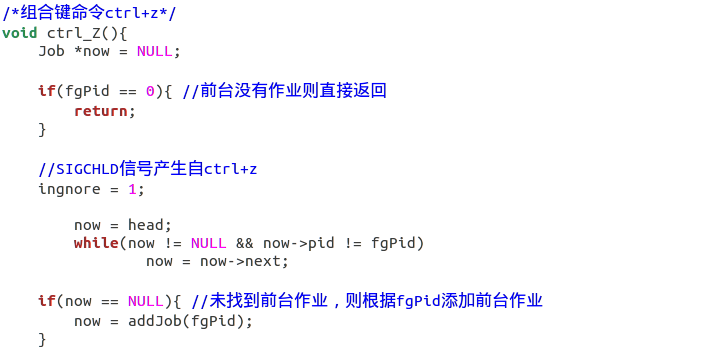 /*组合键命令ctrl+z*/
void ctrl_Z(){
    Job *now = NULL;
    if(fgPid == 0){ //前台没有作业则直接返回
        return;
    }
    //SIGCHLD信号产生自ctrl+z
    ingnore = 1;
        now = head;
        while(now != NULL && now->pid != fgPid)
                now = now->next;
    if(now == NULL){ //未找到前台作业，则根据fgPid添加前台作业
        now = addJob(fgPid);
    }